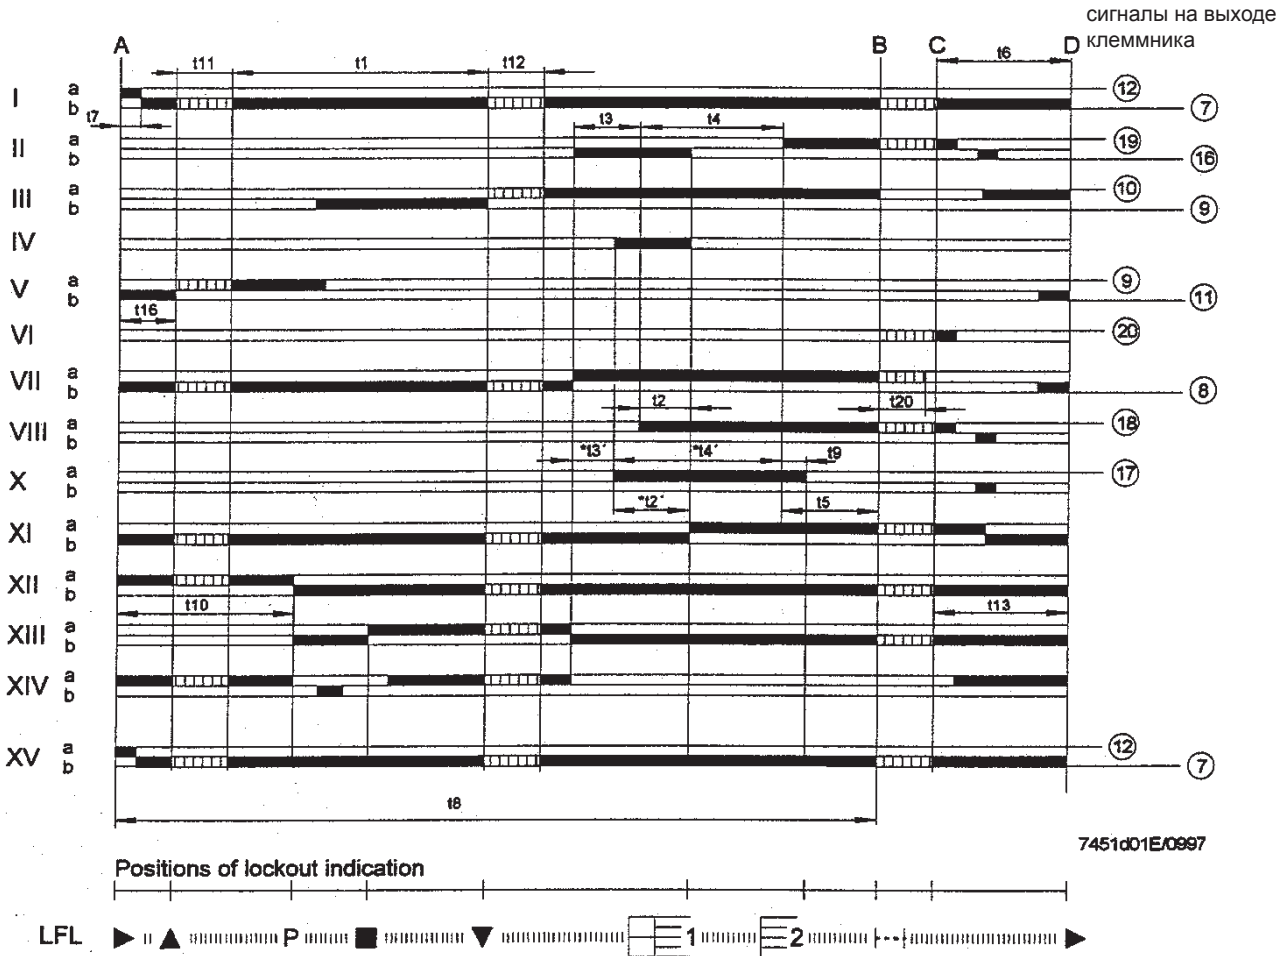 сигналы на выходе
клеммника
A B C D
t11 t1 t12 t6
I a 12
b 7
t7
t3 t4
II a 19
b 16
III a 10
b 9
IV
V a 9
b 11
t16
VI 20
VII a
b 8
t2 t20
VIII a 18
b
"t3' "t4' t9
X a 17
b
"t2' t5
XI a
b
XII a
b
t10 t13
XIII a
b
XIV a
b
XV a 12
b 7
t8
7451d01E/0997
Positions of lockout indication
LFL P 1 2